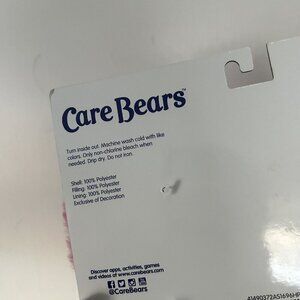 Care Bears™
Turn inside out. Machine wash cold with like
colors. Only non-chlorine bleach when
needed. Drip dry. Do not iron.
Shell: 100% Polyester
Filling: 100% Polyester
Lining: 100% Polyester
Exclusive of Decoration
Discover apps, activities, games
and videos at www.carebears.com
@CareBears